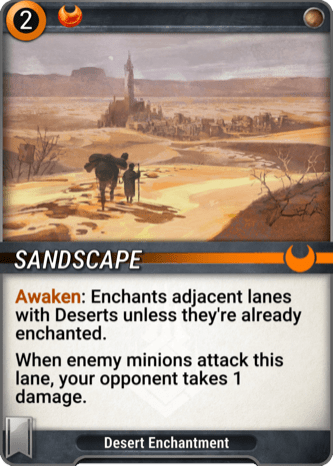 2
SANDSCAPE
Awaken: Enchants adjacent lanes
with Deserts unless they're already
enchanted.
When enemy minions attack this
lane, your opponent takes 1
damage.
Desert Enchantment